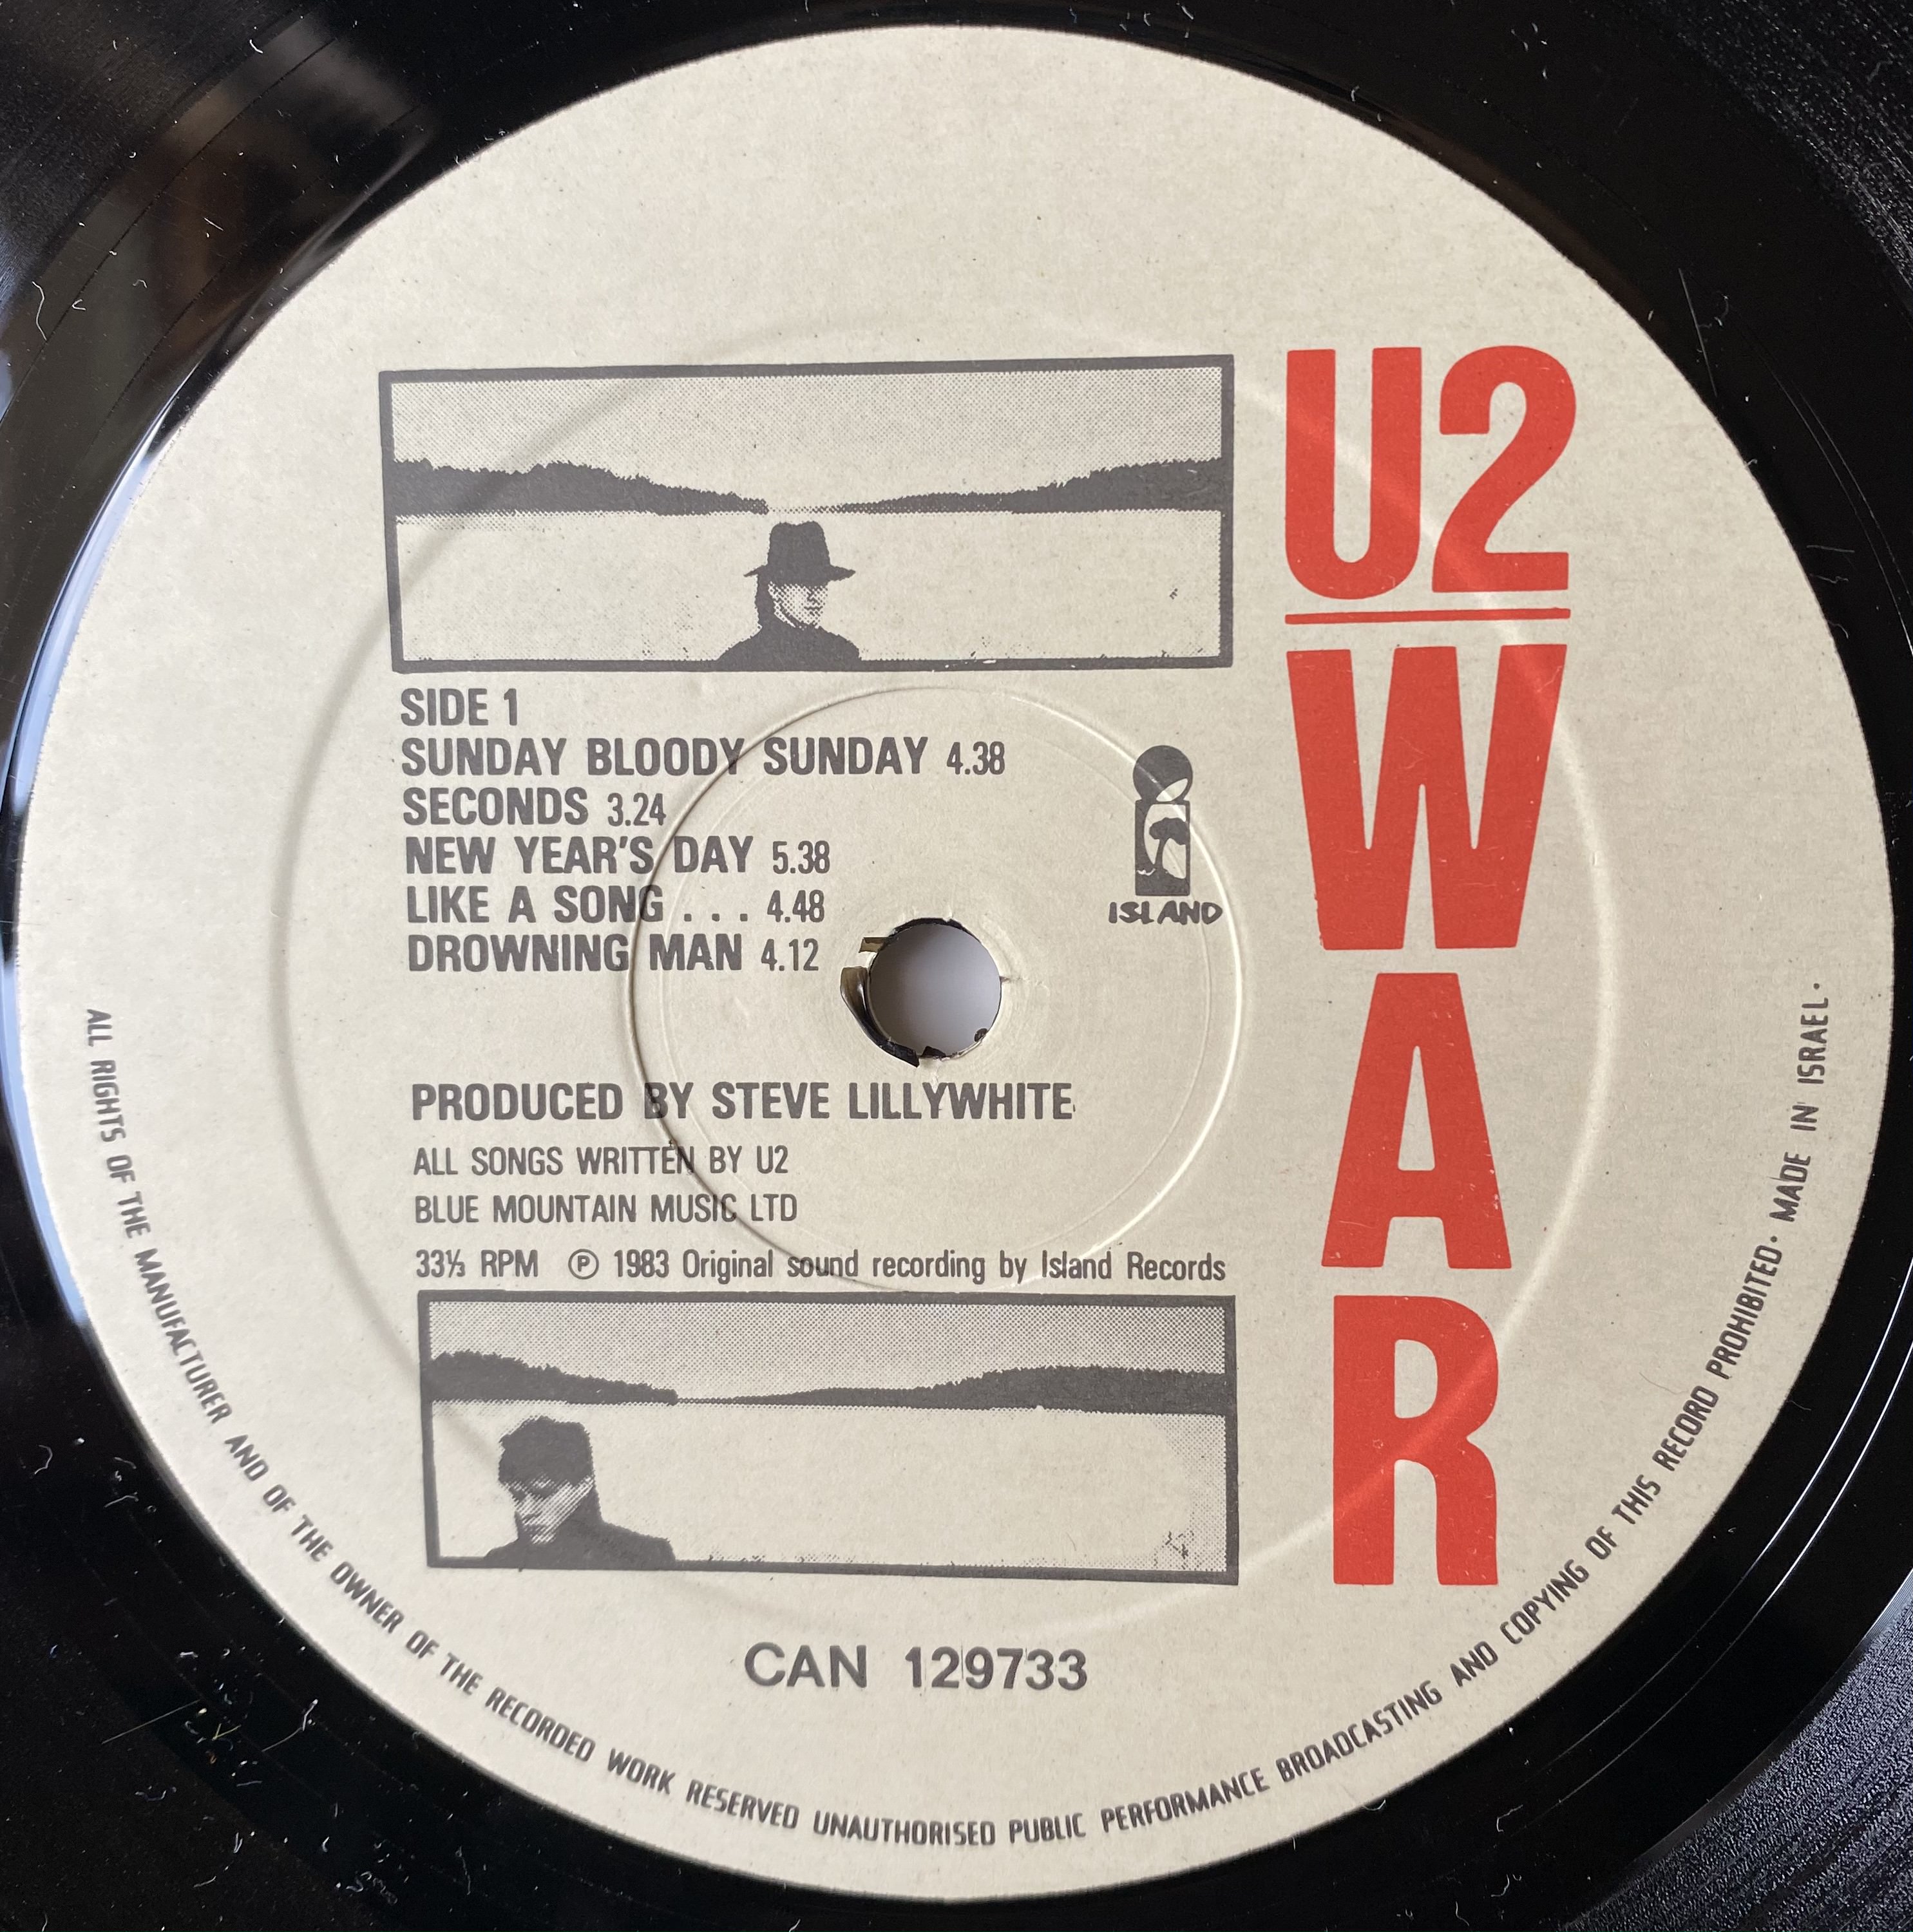 U2
WAR
SIDE 1
SUNDAY BLOODY SUNDAY 4.38
SECONDS 3.24
NEW YEAR'S DAY 5.38
LIKE A SONG . . . 4.48
DROWNING MAN 4.12
ISLAND
PRODUCED BY STEVE LILLYWHITE
ALL SONGS WRITTEN BY U2
BLUE MOUNTAIN MUSIC LTD
33⅓ RPM ℗ 1983 Original sound recording by Island Records
CAN 129733
ALL RIGHTS OF THE MANUFACTURER AND OF THE OWNER OF THE RECORDED WORK RESERVED UNAUTHORISED PUBLIC PERFORMANCE BROADCASTING AND COPYING OF THIS RECORD PROHIBITED· MADE IN ISRAEL·